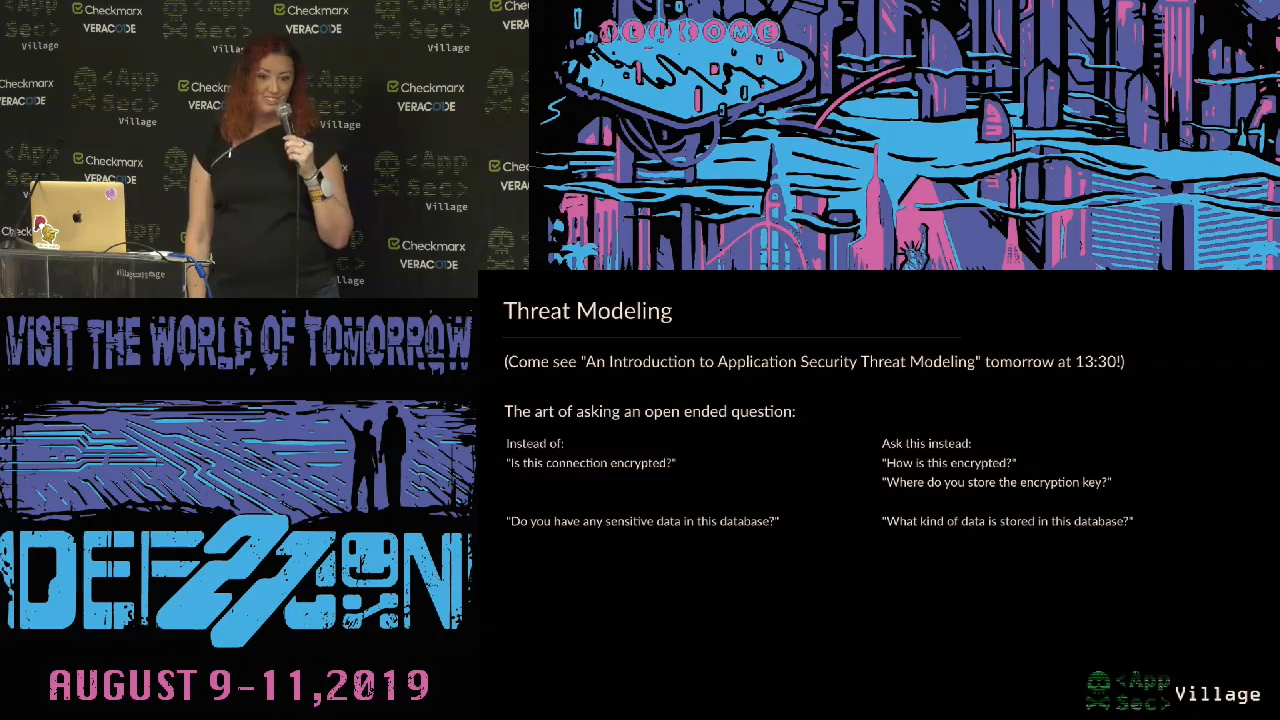 Checkmarx
VERACODE
Village
<App
Sec>
Village
WELCOME
Threat Modeling
(Come see "An Introduction to Application Security Threat Modeling" tomorrow at 13:30!)
The art of asking an open ended question:
Instead of:
"Is this connection encrypted?"
"Do you have any sensitive data in this database?"
Ask this instead:
"How is this encrypted?"
"Where do you store the encryption key?"
"What kind of data is stored in this database?"
VISIT THE WORLD OF TOMORROW
DEF27CON
AUGUST 9-11,2019
<App
Sec>
Village